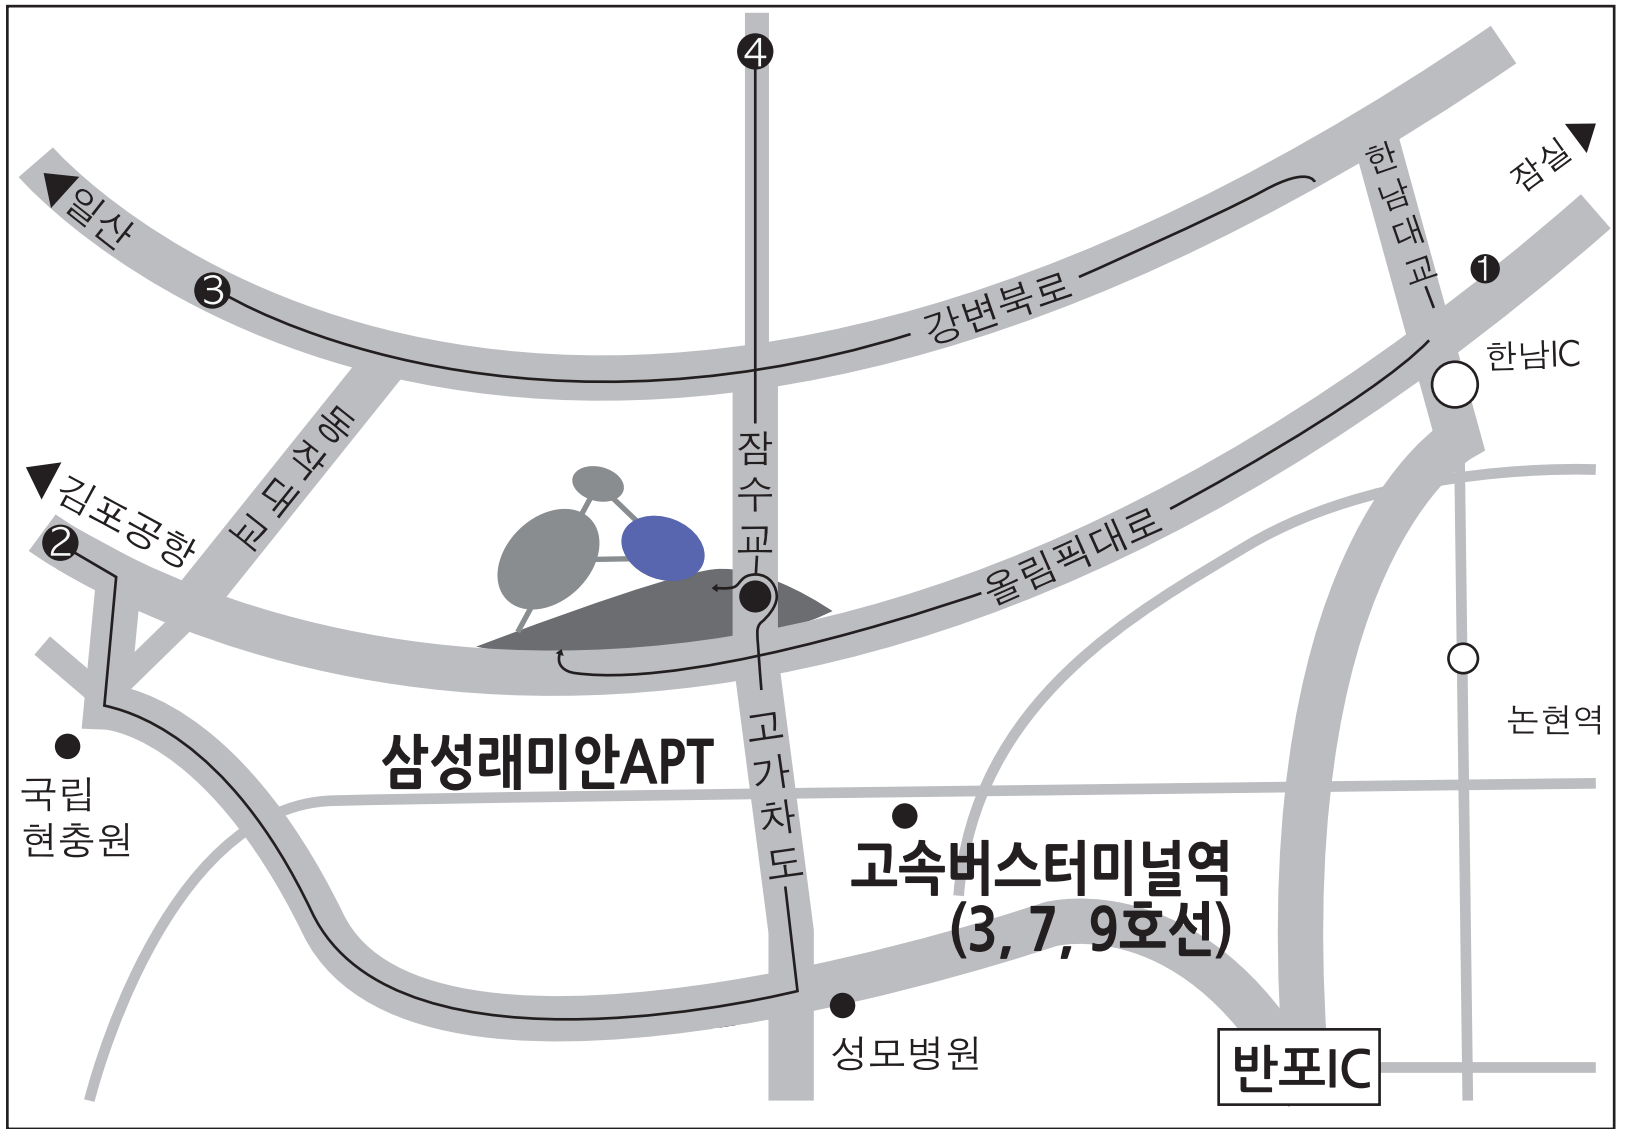 4
한남대교
잠실
일산
3
1
강변북로
한남IC
동작대교
잠수교
김포공항
2
올림픽대로
논현역
고가차도
삼성래미안APT
국립
현충원
고속버스터미널역
(3, 7, 9호선)
성모병원
반포IC